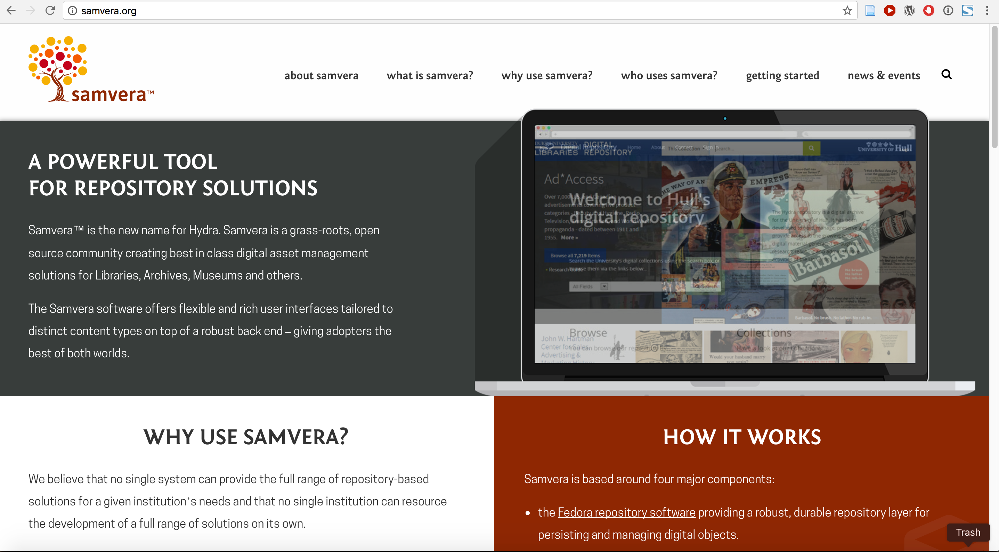 samvera.org
samvera™
about samvera
what is samvera?
why use samvera?
who uses samvera?
getting started
news & events
A POWERFUL TOOL
FOR REPOSITORY SOLUTIONS
Samvera™ is the new name for Hydra. Samvera is a grass-roots, open
source community creating best in class digital asset management
solutions for Libraries, Archives, Museums and others.
The Samvera software offers flexible and rich user interfaces tailored to
distinct content types on top of a robust back end – giving adopters the
best of both worlds.
DUKE UNIVERSITY
LIBRARIES
DIGITAL
REPOSITORY
Digital Repository
Home
About
Contact
Sign in
This Collection
Search...
UNIVERSITY OF Hull
Ad*Access
Over 7,000 U.S. and Canadian
advertisements covering five product
categories - Beauty and Hygiene, Radio,
Television, Transportation, and World War II
propaganda - dated between 1911 and
1955. More »
Browse all 7,219 Items
Research Guide
Welcome to Hull's
digital repository
Search the University's digital collections using the search box, or
browse them via the links below...
All Fields
Search
THE WAY OF AN EMPRESS
Canadian Pacific
The Hydra repository is a digital archive
for the University of Hull. It has been
developed to hold, manage, preserve and
provide access to the growing body of
digital material generated through the
research, teaching and administrative
activities of the University.
Barbasol
Barbasol
No brush
No lather
No rub-in
Barbasol. No brush. No lather. No rub-in.
Browse
You can browse our repository by
Collections
Have a look at our collections
John W. Hartman
Center for Sales,
Advertising &
Marketing History
Would your husband marry
you again?
WHY USE SAMVERA?
We believe that no single system can provide the full range of repository-based
solutions for a given institution's needs and that no single institution can resource
the development of a full range of solutions on its own.
HOW IT WORKS
Samvera is based around four major components:
• the Fedora repository software providing a robust, durable repository layer for
persisting and managing digital objects.
Trash